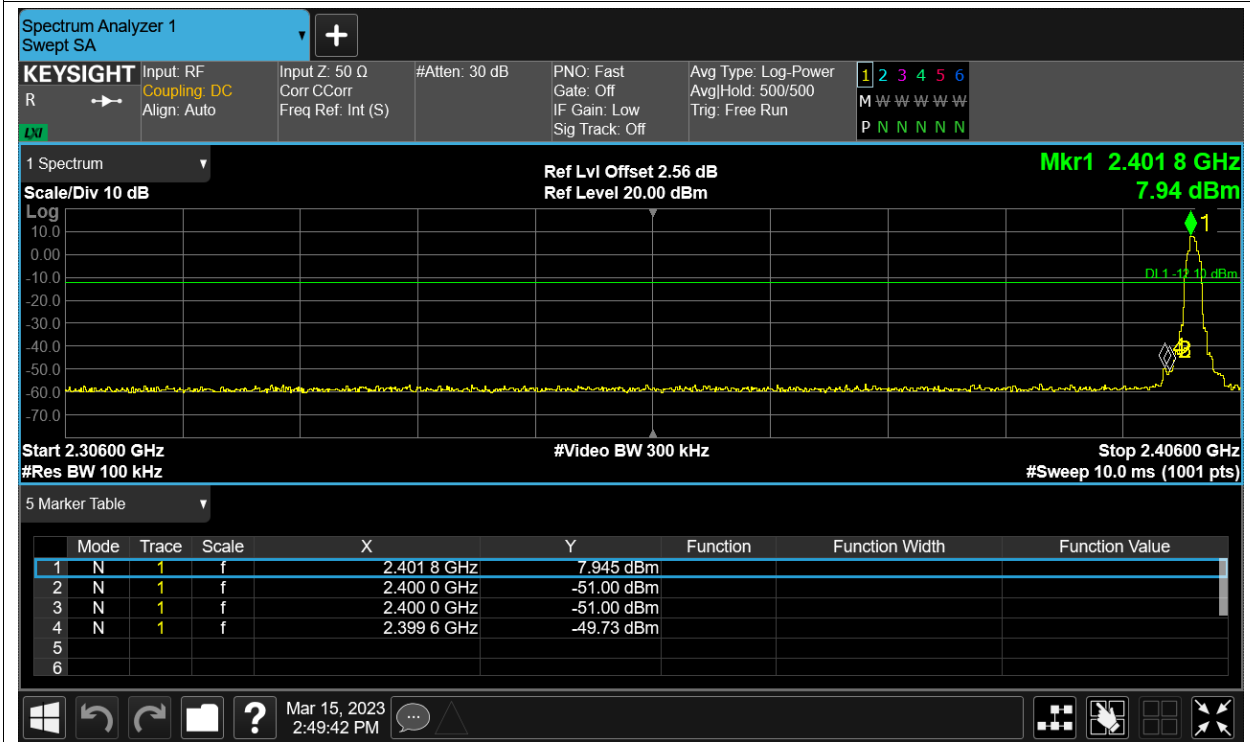 Spectrum Analyzer 1
Swept SA
+
KEYSIGHT Input: RF Input Z: 50 Ω #Atten: 30 dB PNO: Fast Avg Type: Log-Power 1 2 3 4 5 6
R Coupling: DC Corr CCorr Gate: Off Avg|Hold: 500/500 M W W W W W
Align: Auto Freq Ref: Int (S) IF Gain: Low Trig: Free Run
LXI Sig Track: Off P N N N N N
1 Spectrum Ref Lvl Offset 2.56 dB Mkr1 2.401 8 GHz
Scale/Div 10 dB Ref Level 20.00 dBm 7.94 dBm
Log
1
10.0
0.00
DL1 -12.10 dBm
-10.0
-20.0
-30.0
-40.0
-50.0
-60.0
-70.0
Start 2.30600 GHz #Video BW 300 kHz Stop 2.40600 GHz
#Res BW 100 kHz #Sweep 10.0 ms (1001 pts)
5 Marker Table
Mode Trace Scale X Y Function Function Width Function Value
1 N 1 f 2.401 8 GHz 7.945 dBm
2 N 1 f 2.400 0 GHz -51.00 dBm
3 N 1 f 2.400 0 GHz -51.00 dBm
4 N 1 f 2.399 6 GHz -49.73 dBm
5
6
? Mar 15, 2023
2:49:42 PM